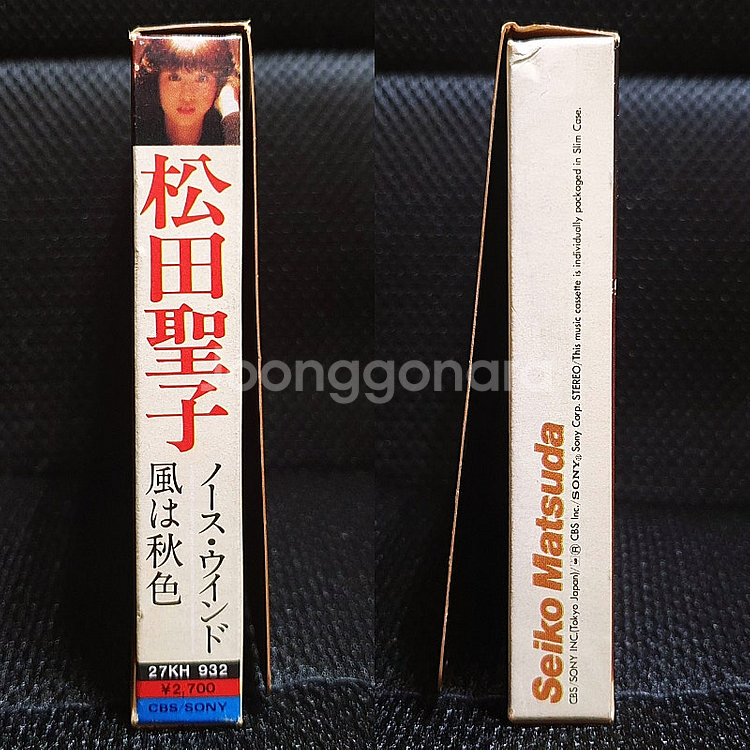 松田聖子
ノース・ウインド
風は秋色
27KH 932
¥2,700
CBS/SONY
Seiko Matsuda
CBS/SONY INC.(Tokyo Japan)/ ® CBS Inc./SONY® Sony Corp. STEREO/This music cassette is individually packaged in Slim Case.
Joonggonara